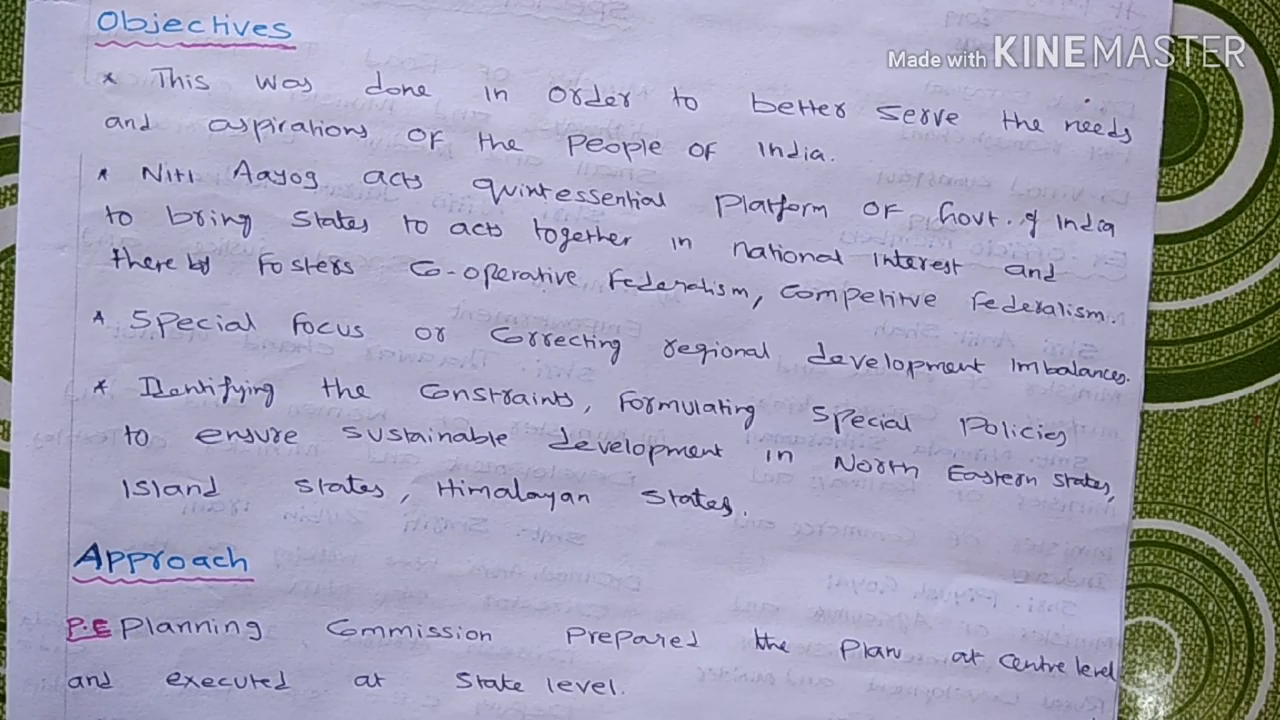 Objectives
Made with KINEMASTER
* This was done in order to better serve the needs
and aspirations of the people of India.
* Niti Aayog acts quintessential platform of Govt. of India
to bring states to acts together in national interest and
thereby fosters Co-operative Federalism, Competitive Federalism.
* Special focus or correcting regional development imbalances.
* Identifying the constraints, formulating special policies
to ensure sustainable development in North Eastern states,
Island states, Himalayan states.
Approach
P.E Planning Commission prepared the plan at centre level
and executed at state level.